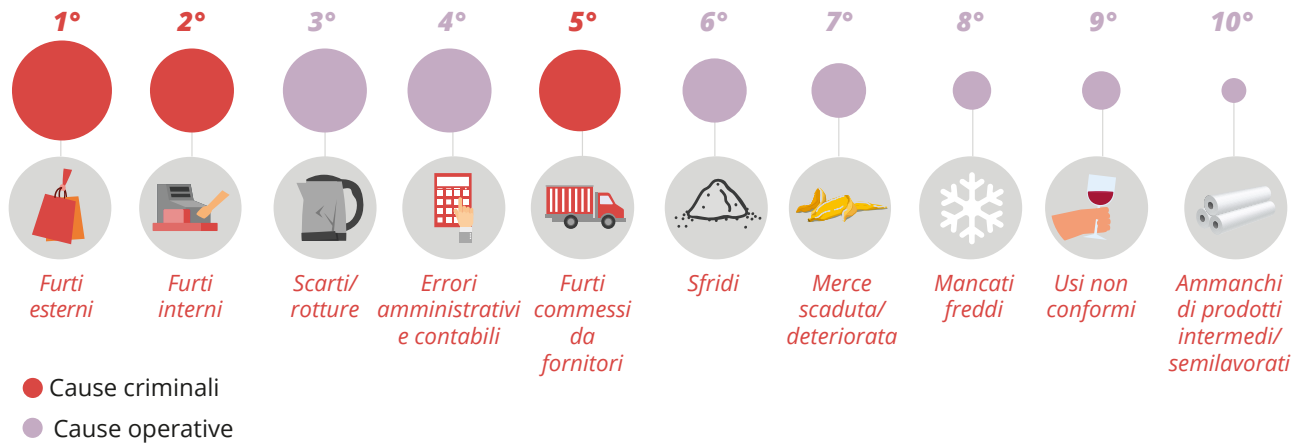 1°
2°
3°
4°
5°
6°
7°
8°
9°
10°
Furti
esterni
Furti
interni
Scarti/
rotture
Errori
amministrativi
e contabili
Furti
commessi
da
fornitori
Sfridi
Merce
scaduta/
deteriorata
Mancati
freddi
Usi non
conformi
Ammanchi
di prodotti
intermedi/
semilavorati
Cause criminali
Cause operative